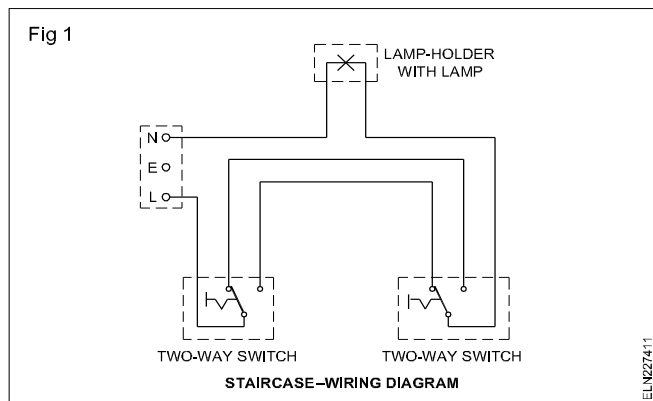 Fig 1
LAMP-HOLDER
WITH LAMP
N
E
L
TWO-WAY SWITCH
TWO-WAY SWITCH
STAIRCASE–WIRING DIAGRAM
ELN227411